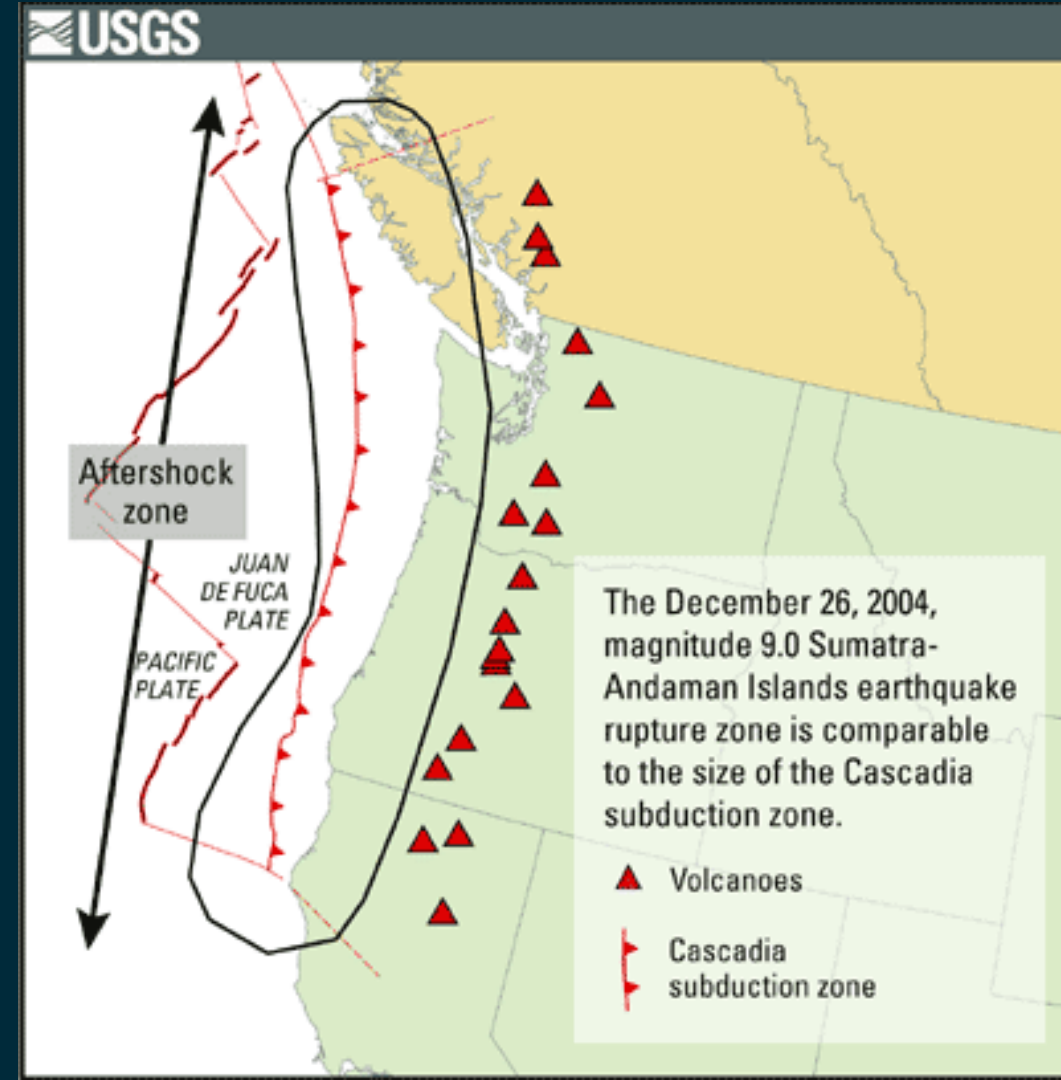 USGS
Aftershock
zone
JUAN
DE FUCA
PLATE
PACIFIC
PLATE
The December 26, 2004,
magnitude 9.0 Sumatra-
Andaman Islands earthquake
rupture zone is comparable
to the size of the Cascadia
subduction zone.
Volcanoes
Cascadia
subduction zone